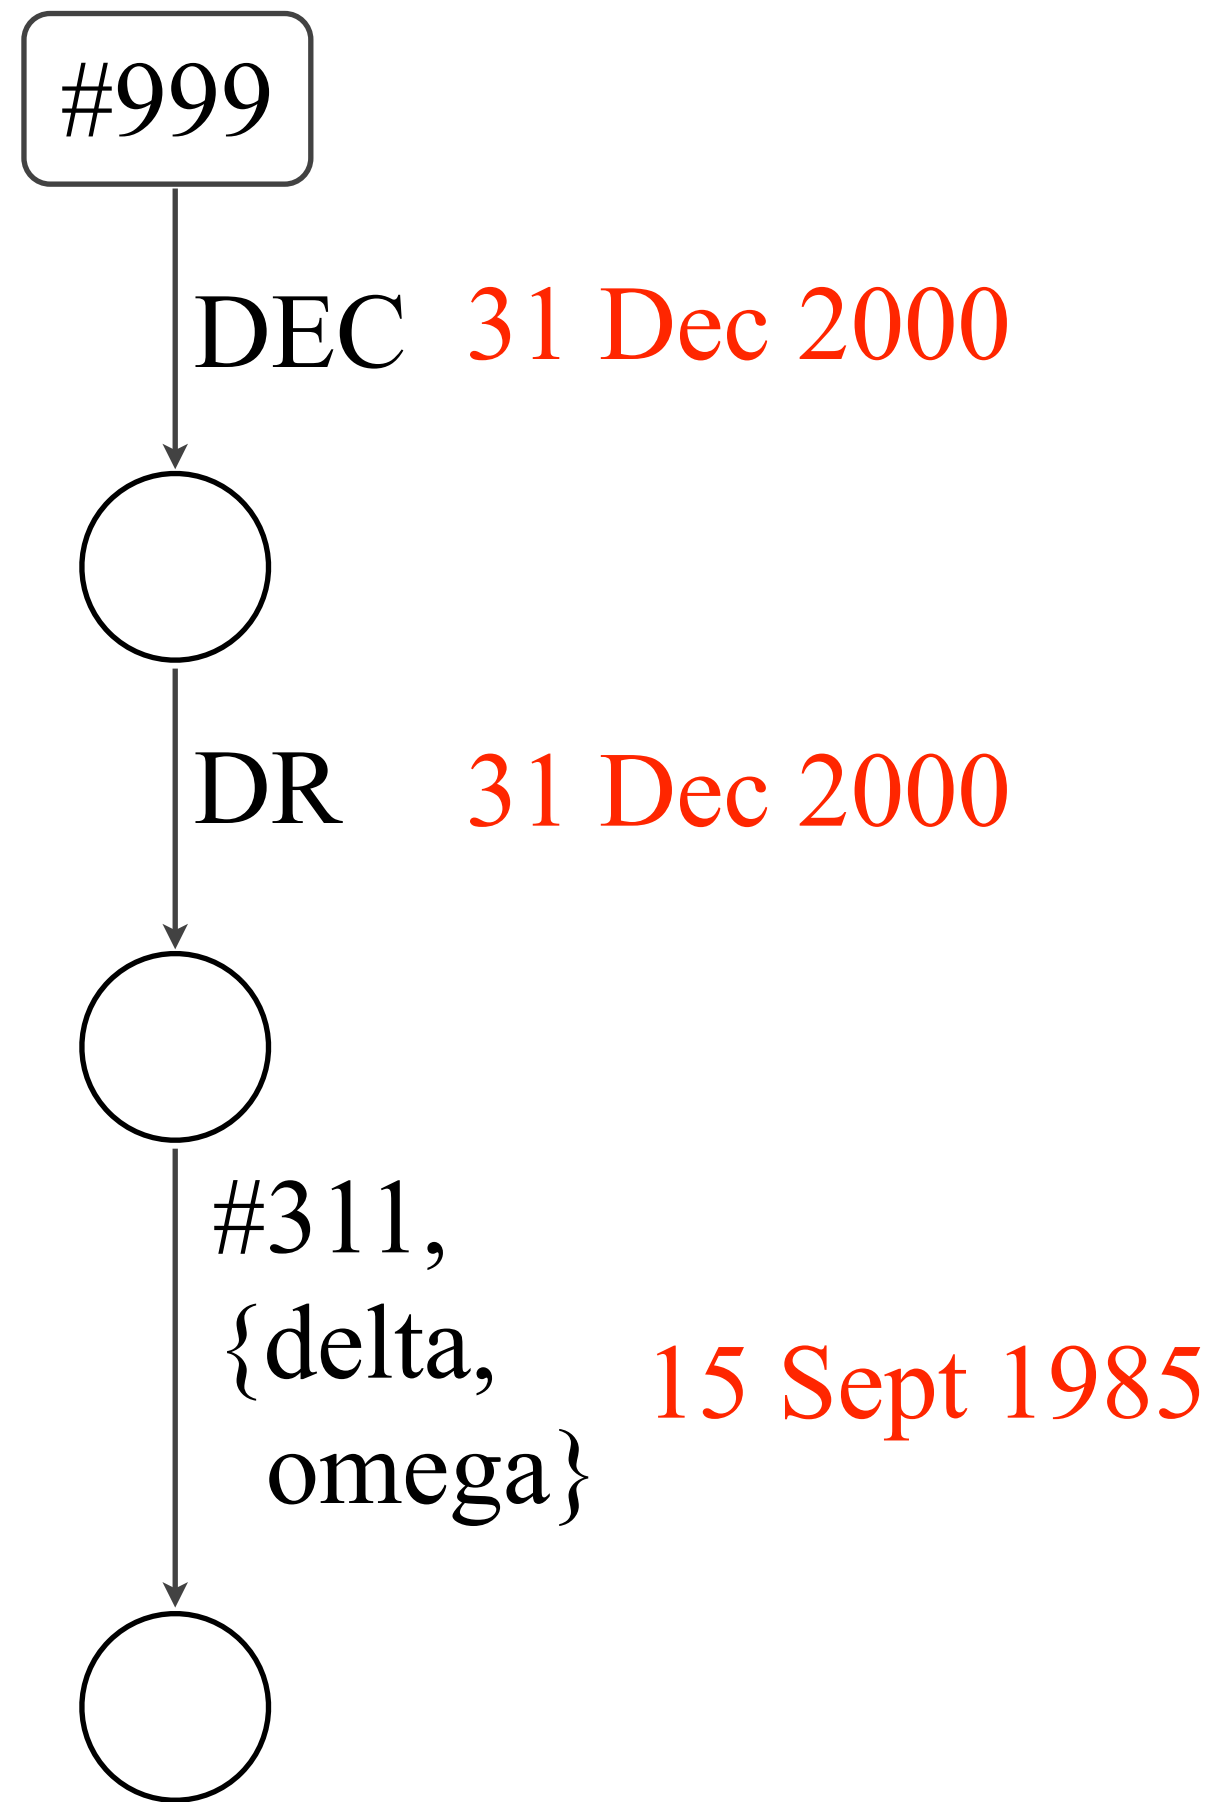 #999
DEC 31 Dec 2000
DR 31 Dec 2000
#311,
{delta,
15 Sept 1985
omega}